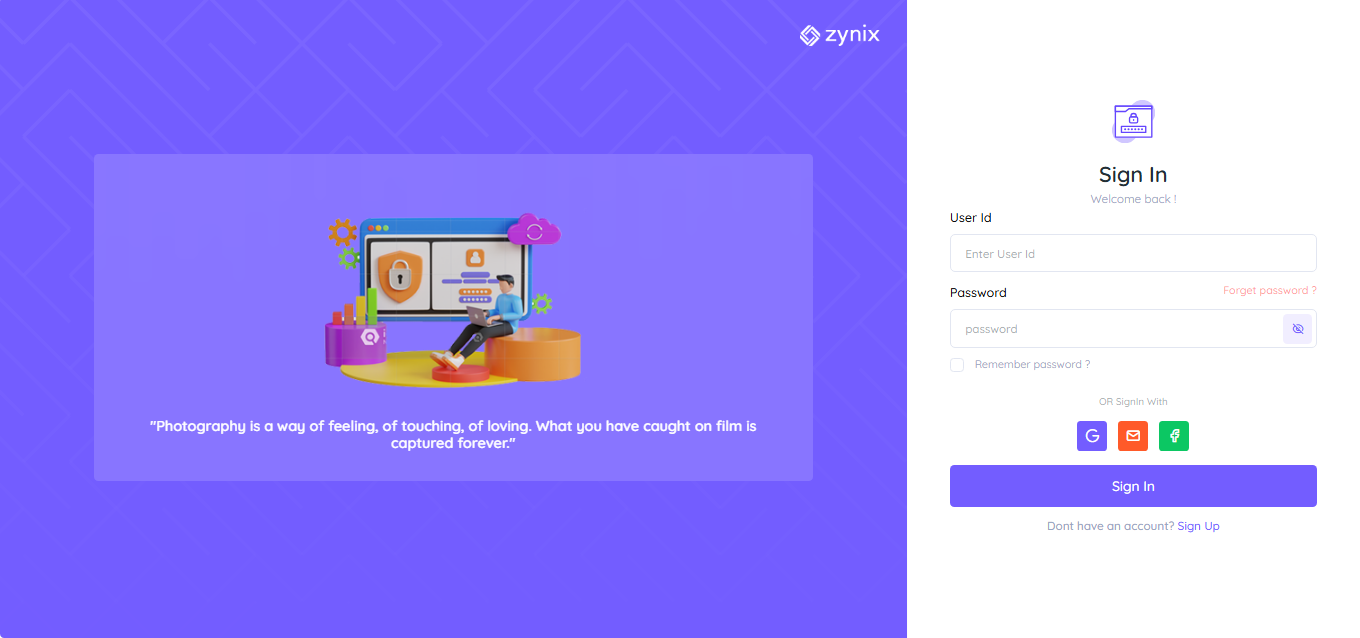 zynix
"Photography is a way of feeling, of touching, of loving. What you have caught on film is
captured forever."
Sign In
Welcome back !
User Id
Enter User Id
Password
Forget password ?
password
Remember password ?
OR SignIn With
Sign In
Dont have an account? Sign Up